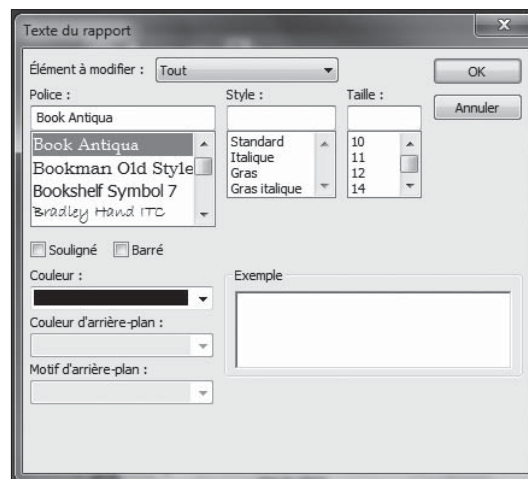 Texte du rapport
Élément à modifier : Tout
OK
Police : Style : Taille :
Annuler
Book Antiqua
Book Antiqua Standard 10
Bookman Old Style Italique 11
Bookshelf Symbol 7 Gras 12
Bradley Hand ITC Gras italique 14
Souligné Barré
Couleur : Exemple
Couleur d'arrière-plan :
Motif d'arrière-plan :